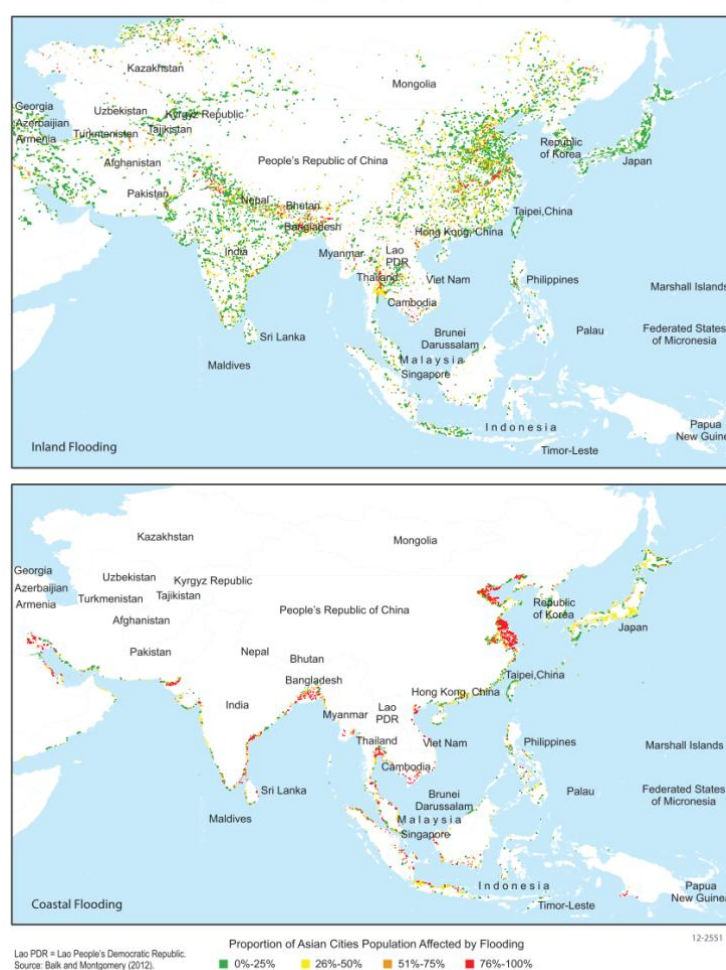 Kazakhstan
Mongolia
Georgia
Azerbaijian
Armenia
Uzbekistan
Kyrgyz Republic
Turkmenisten
Tajikistan
Afghanistan
People's Republic of China
Republic
of Korea
Japan
Pakistan
Nepal
Bhutan
Bangladesh
Taipei,China
Hong Kong, China
India
Myanmar
Lao
PDR
Thailand
Viet Nam
Philippines
Cambodia
Marshall Islands
Sri Lanka
Maldives
Brunei
Darussalam
Malaysia
Singapore
Palau
Federated States
of Micronesia
Indonesia
Papua
New Guinea
Timor-Leste
Inland Flooding
Kazakhstan
Mongolia
Georgia
Azerbaijian
Armenia
Uzbekistan
Kyrgyz Republic
Turkmenistan
Tajikistan
People's Republic of China
Republic
of Korea
Japan
Afghanistan
Pakistan
Nepal
Bhutan
Bangladesh
Taipei,China
Hong Kong, China
India
Myanmar
Lao
PDR
Thailand
Viet Nam
Philippines
Marshall Islands
Cambodia
Sri Lanka
Maldives
Brunei
Darussalam
Malaysia
Singapore
Palau
Federated States
of Micronesia
Indonesia
Papua
New Guinea
Timor-Leste
Coastal Flooding
12-2551
Lao PDR = Lao People's Democratic Republic.
Source: Balk and Montgomery (2012).
Proportion of Asian Cities Population Affected by Flooding
0%-25% 26%-50% 51%-75% 76%-100%